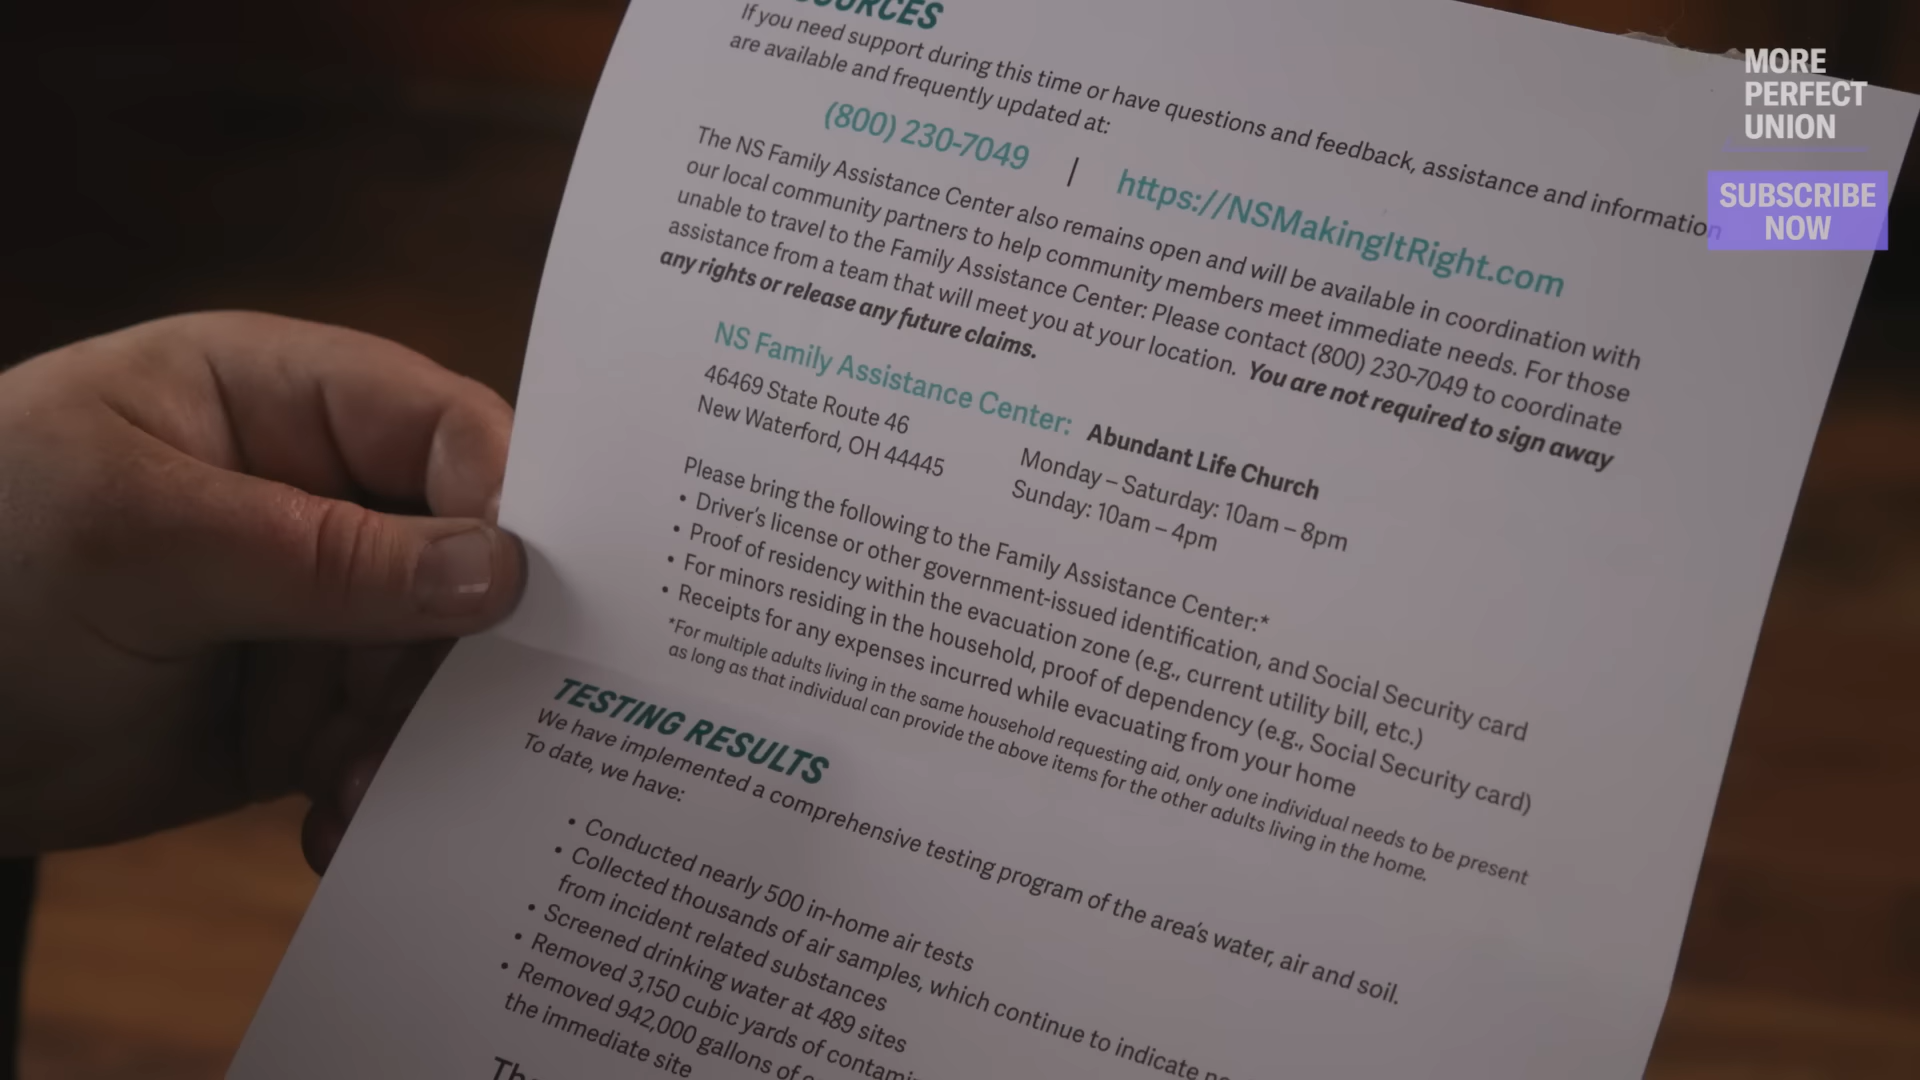 If you need support during this time or have questions and feedback, assistance and information
are available and frequently updated at:
(800) 230-7049 | https://NSMakingItRight.com
The NS Family Assistance Center also remains open and will be available in coordination with
our local community partners to help community members meet immediate needs. For those
unable to travel to the Family Assistance Center: Please contact (800) 230-7049 to coordinate
assistance from a team that will meet you at your location. You are not required to sign away
any rights or release any future claims.
NS Family Assistance Center: Abundant Life Church
46469 State Route 46 Monday – Saturday: 10am – 8pm
New Waterford, OH 44445 Sunday: 10am – 4pm
Please bring the following to the Family Assistance Center:*
• Driver's license or other government-issued identification, and Social Security card
• Proof of residency within the evacuation zone (e.g., current utility bill, etc.)
• For minors residing in the household, proof of dependency (e.g., Social Security card)
• Receipts for any expenses incurred while evacuating from your home
*For multiple adults living in the same household requesting aid, only one individual needs to be present
as long as that individual can provide the above items for the other adults living in the home.
TESTING RESULTS
We have implemented a comprehensive testing program of the area's water, air and soil.
To date, we have:
• Conducted nearly 500 in-home air tests
• Collected thousands of air samples, which continue to indicate
from incident related substances
• Screened drinking water at 489 sites
• Removed 3,150 cubic yards of
• Removed 942,000 gallons of
the immediate site
MORE
PERFECT
UNION
SUBSCRIBE
NOW